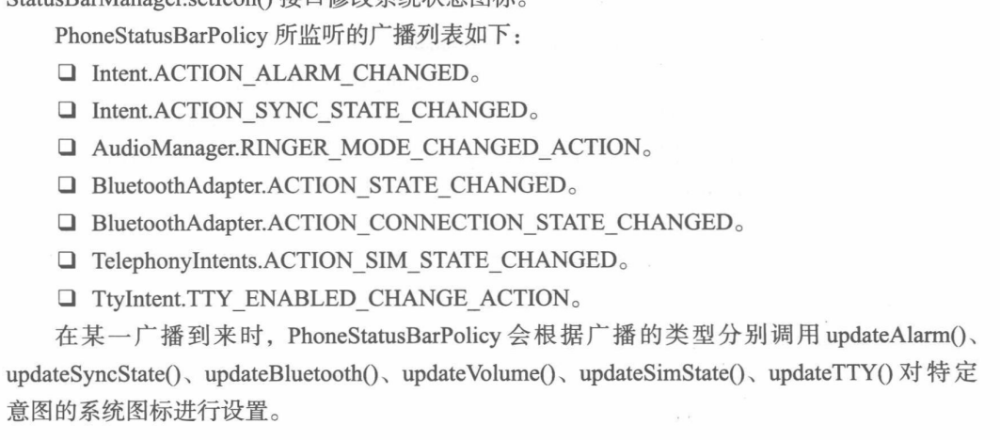 StatusBarManager.setIcon() 接口修改系统状态图标。
PhoneStatusBarPolicy 所监听的广播列表如下：
❑ Intent.ACTION_ALARM_CHANGED。
❑ Intent.ACTION_SYNC_STATE_CHANGED。
❑ AudioManager.RINGER_MODE_CHANGED_ACTION。
❑ BluetoothAdapter.ACTION_STATE_CHANGED。
❑ BluetoothAdapter.ACTION_CONNECTION_STATE_CHANGED。
❑ TelephonyIntents.ACTION_SIM_STATE_CHANGED。
❑ TtyIntent.TTY_ENABLED_CHANGE_ACTION。
在某一广播到来时，PhoneStatusBarPolicy 会根据广播的类型分别调用 updateAlarm()、
updateSyncState()、updateBluetooth()、updateVolume()、updateSimState()、updateTTY() 对特定
意图的系统图标进行设置。